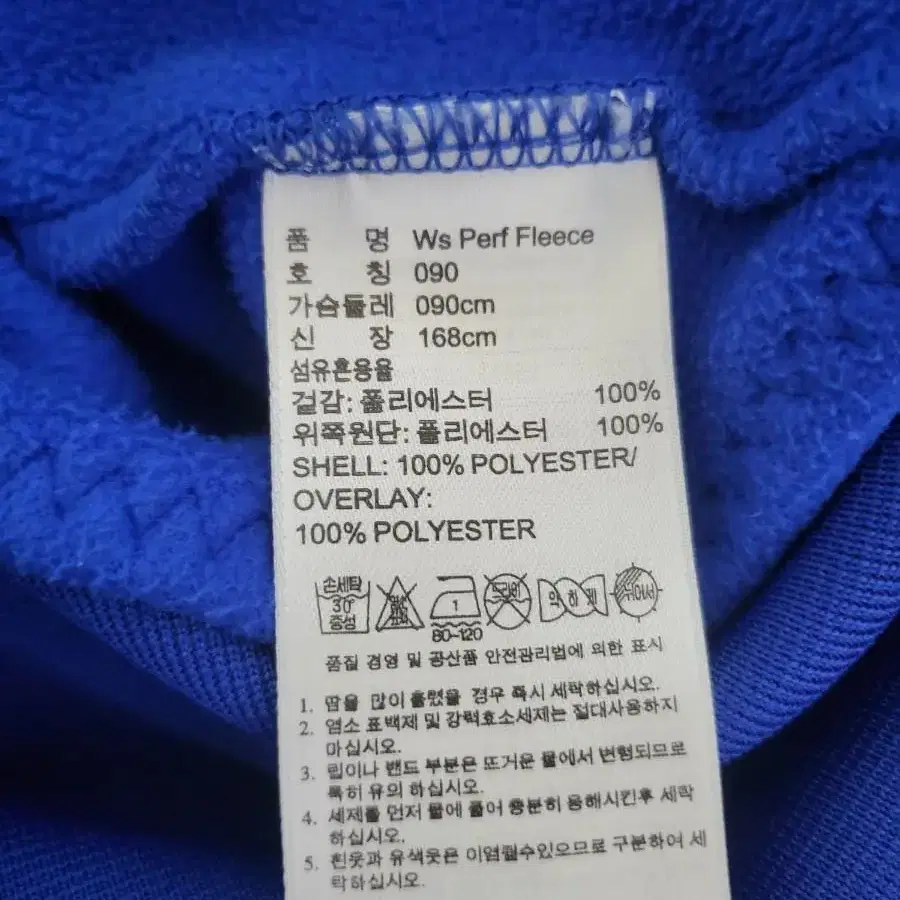 품 명 Ws Perf Fleece
호 칭 090
가슴둘레 090cm
신 장 168cm
섬유혼용율
겉감: 폴리에스터 100%
위쪽원단: 폴리에스터 100%
SHELL: 100% POLYESTER/
OVERLAY:
100% POLYESTER
손세탁 30 중성 염소 1 80-120 드라이 약하게 뉘어서
품질 경영 및 공산품 안전관리법에 의한 표시
1. 땀을 많이 흘렸을 경우 즉시 세탁하십시오.
2. 염소 표백제 및 강력효소세제는 절대사용하지
마십시오.
3. 립이나 밴드 부분은 뜨거운 물에서 변형되므로
특히 유의 하십시오.
4. 세제를 먼저 물에 풀어 충분히 용해시킨후 세탁
하십시오.
5. 흰옷과 유색옷은 이염될수있으므로 구분하여 세
탁하십시오.